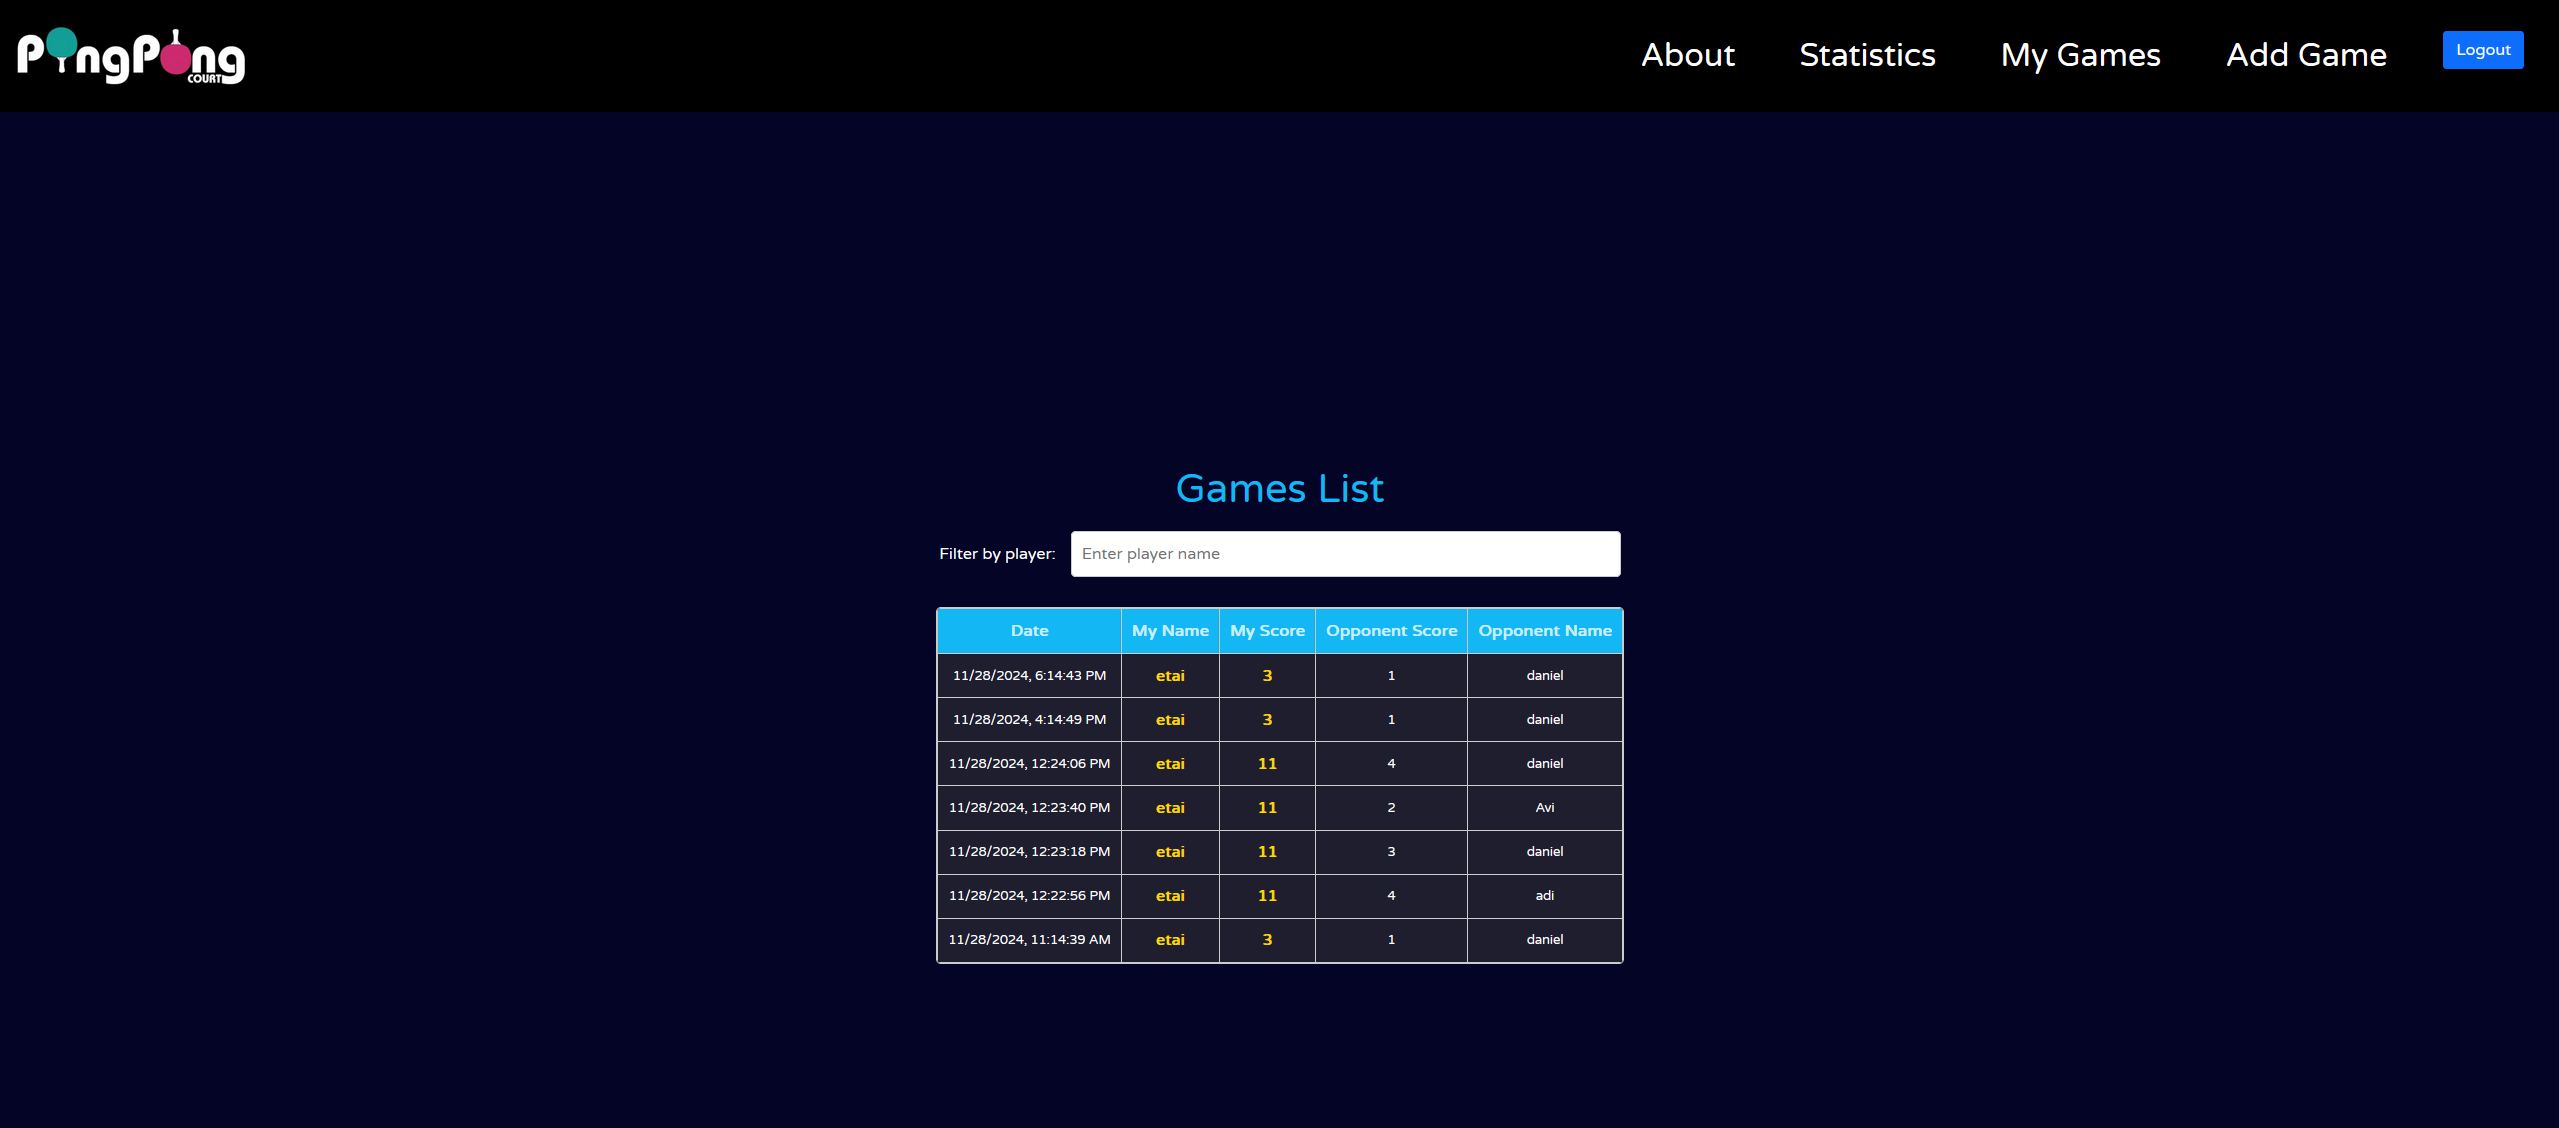 PingPong COURT
About Statistics My Games Add Game Logout
Games List
Filter by player: Enter player name
Date My Name My Score Opponent Score Opponent Name
11/28/2024, 6:14:43 PM etai 3 1 daniel
11/28/2024, 4:14:49 PM etai 3 1 daniel
11/28/2024, 12:24:06 PM etai 11 4 daniel
11/28/2024, 12:23:40 PM etai 11 2 Avi
11/28/2024, 12:23:18 PM etai 11 3 daniel
11/28/2024, 12:22:56 PM etai 11 4 adi
11/28/2024, 11:14:39 AM etai 3 1 daniel